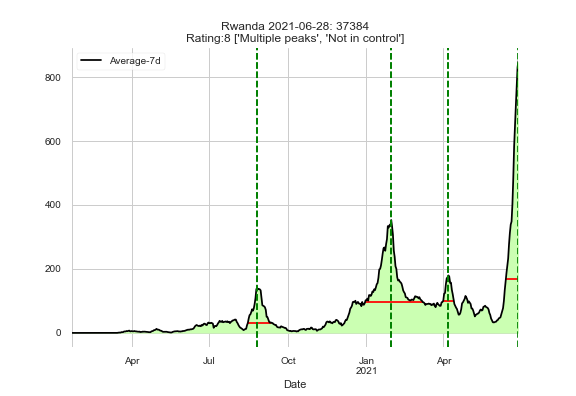 Rwanda 2021-06-28: 37384
Rating:8 ['Multiple peaks', 'Not in control']
Average-7d
800
600
400
200
0
Apr
Jul
Oct
Jan
2021
Apr
Date